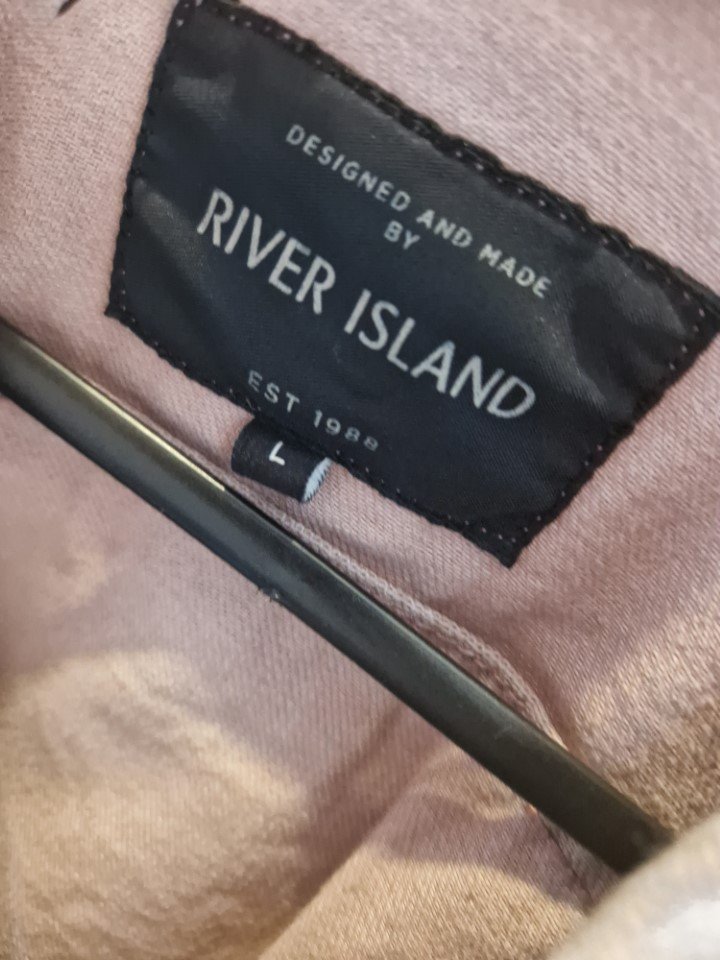 DESIGNED AND MADE
BY
RIVER ISLAND
EST 1988
L